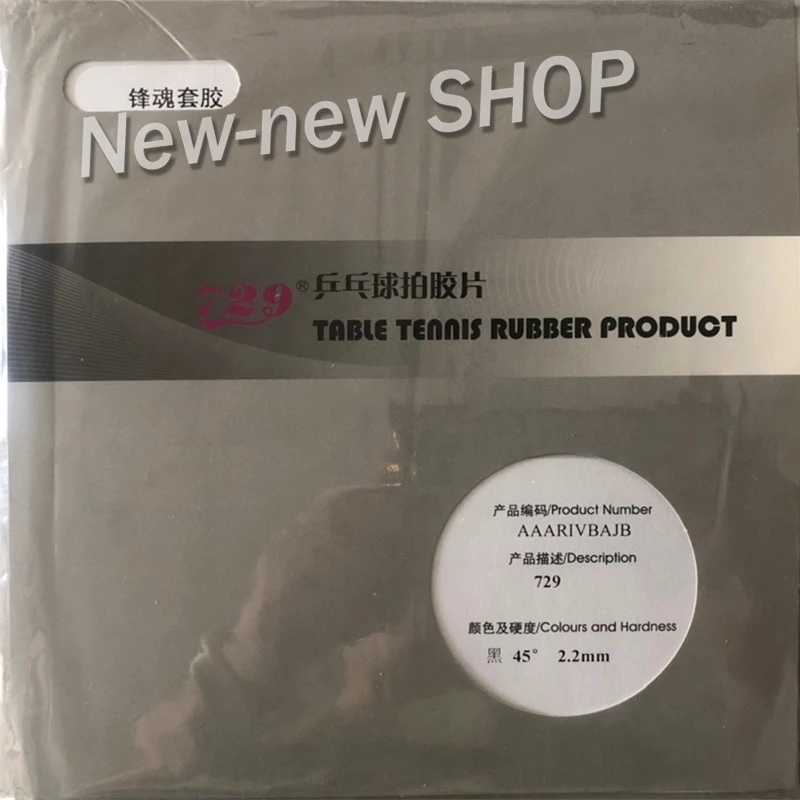 锋魂套胶
New-new SHOP
729® 乒乓球拍胶片
TABLE TENNIS RUBBER PRODUCT
产品编码/Product Number
AAARIVBAJB
产品描述/Description
729
颜色及硬度/Colours and Hardness
黑 45° 2.2mm